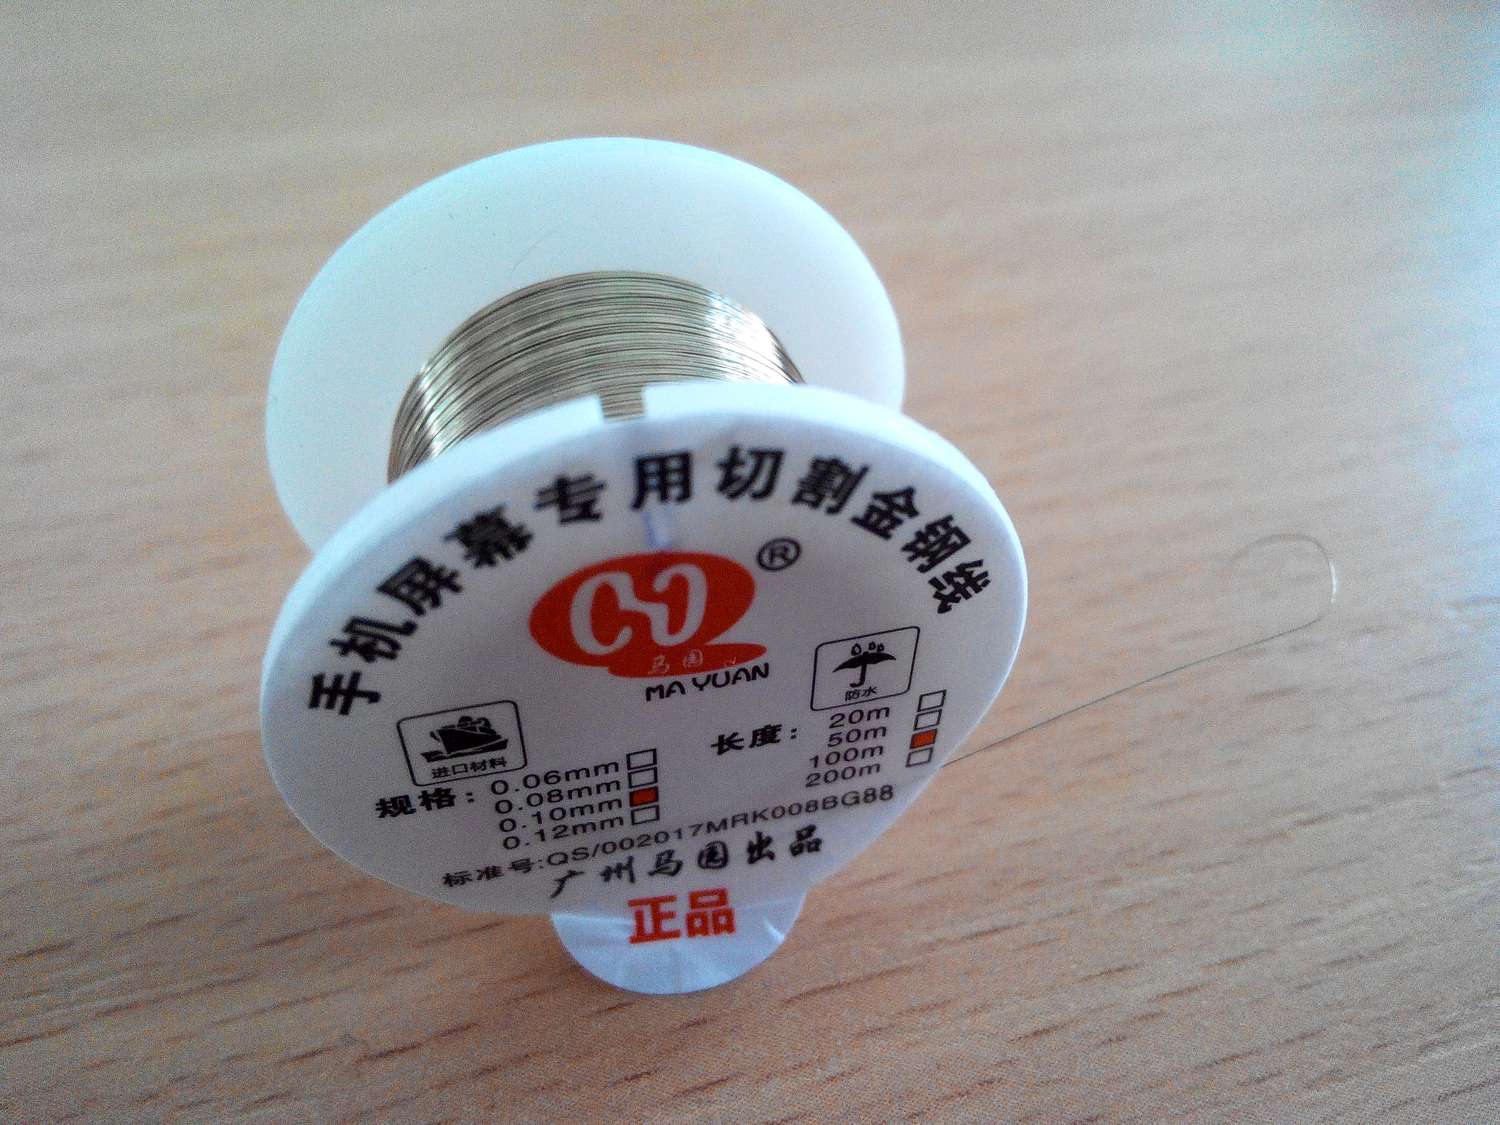 手机屏幕专用切割金钢线
®
马园
MA YUAN
进口材料
防水
规格:
0.06mm
0.08mm
0.10mm
0.12mm
长度:
20m
50m
100m
200m
标准号:QS/002017MRK008BG88
广州马园出品
正品